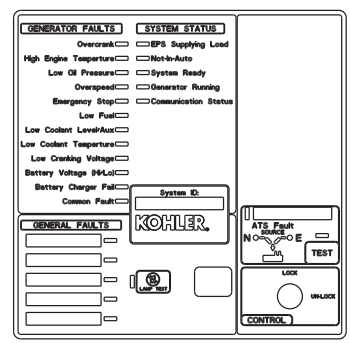 GENERATOR FAULTS
Overcrank
High Engine Temperture
Low Oil Pressure
Overspeed
Emergency Stop
Low Fuel
Low Coolant Level/Aux
Low Coolant Temperture
Low Cranking Voltage
Battery Voltage (Hi/Lo)
Battery Charger Fail
Common Fault
SYSTEM STATUS
EPS Supplying Load
Not-In-Auto
System Ready
Generator Running
Communication Status
System ID:
KOHLER.
GENERAL FAULTS
LAMP TEST
ATS Fault
SOURCE
N E
TEST
LOCK
UN-LOCK
CONTROL